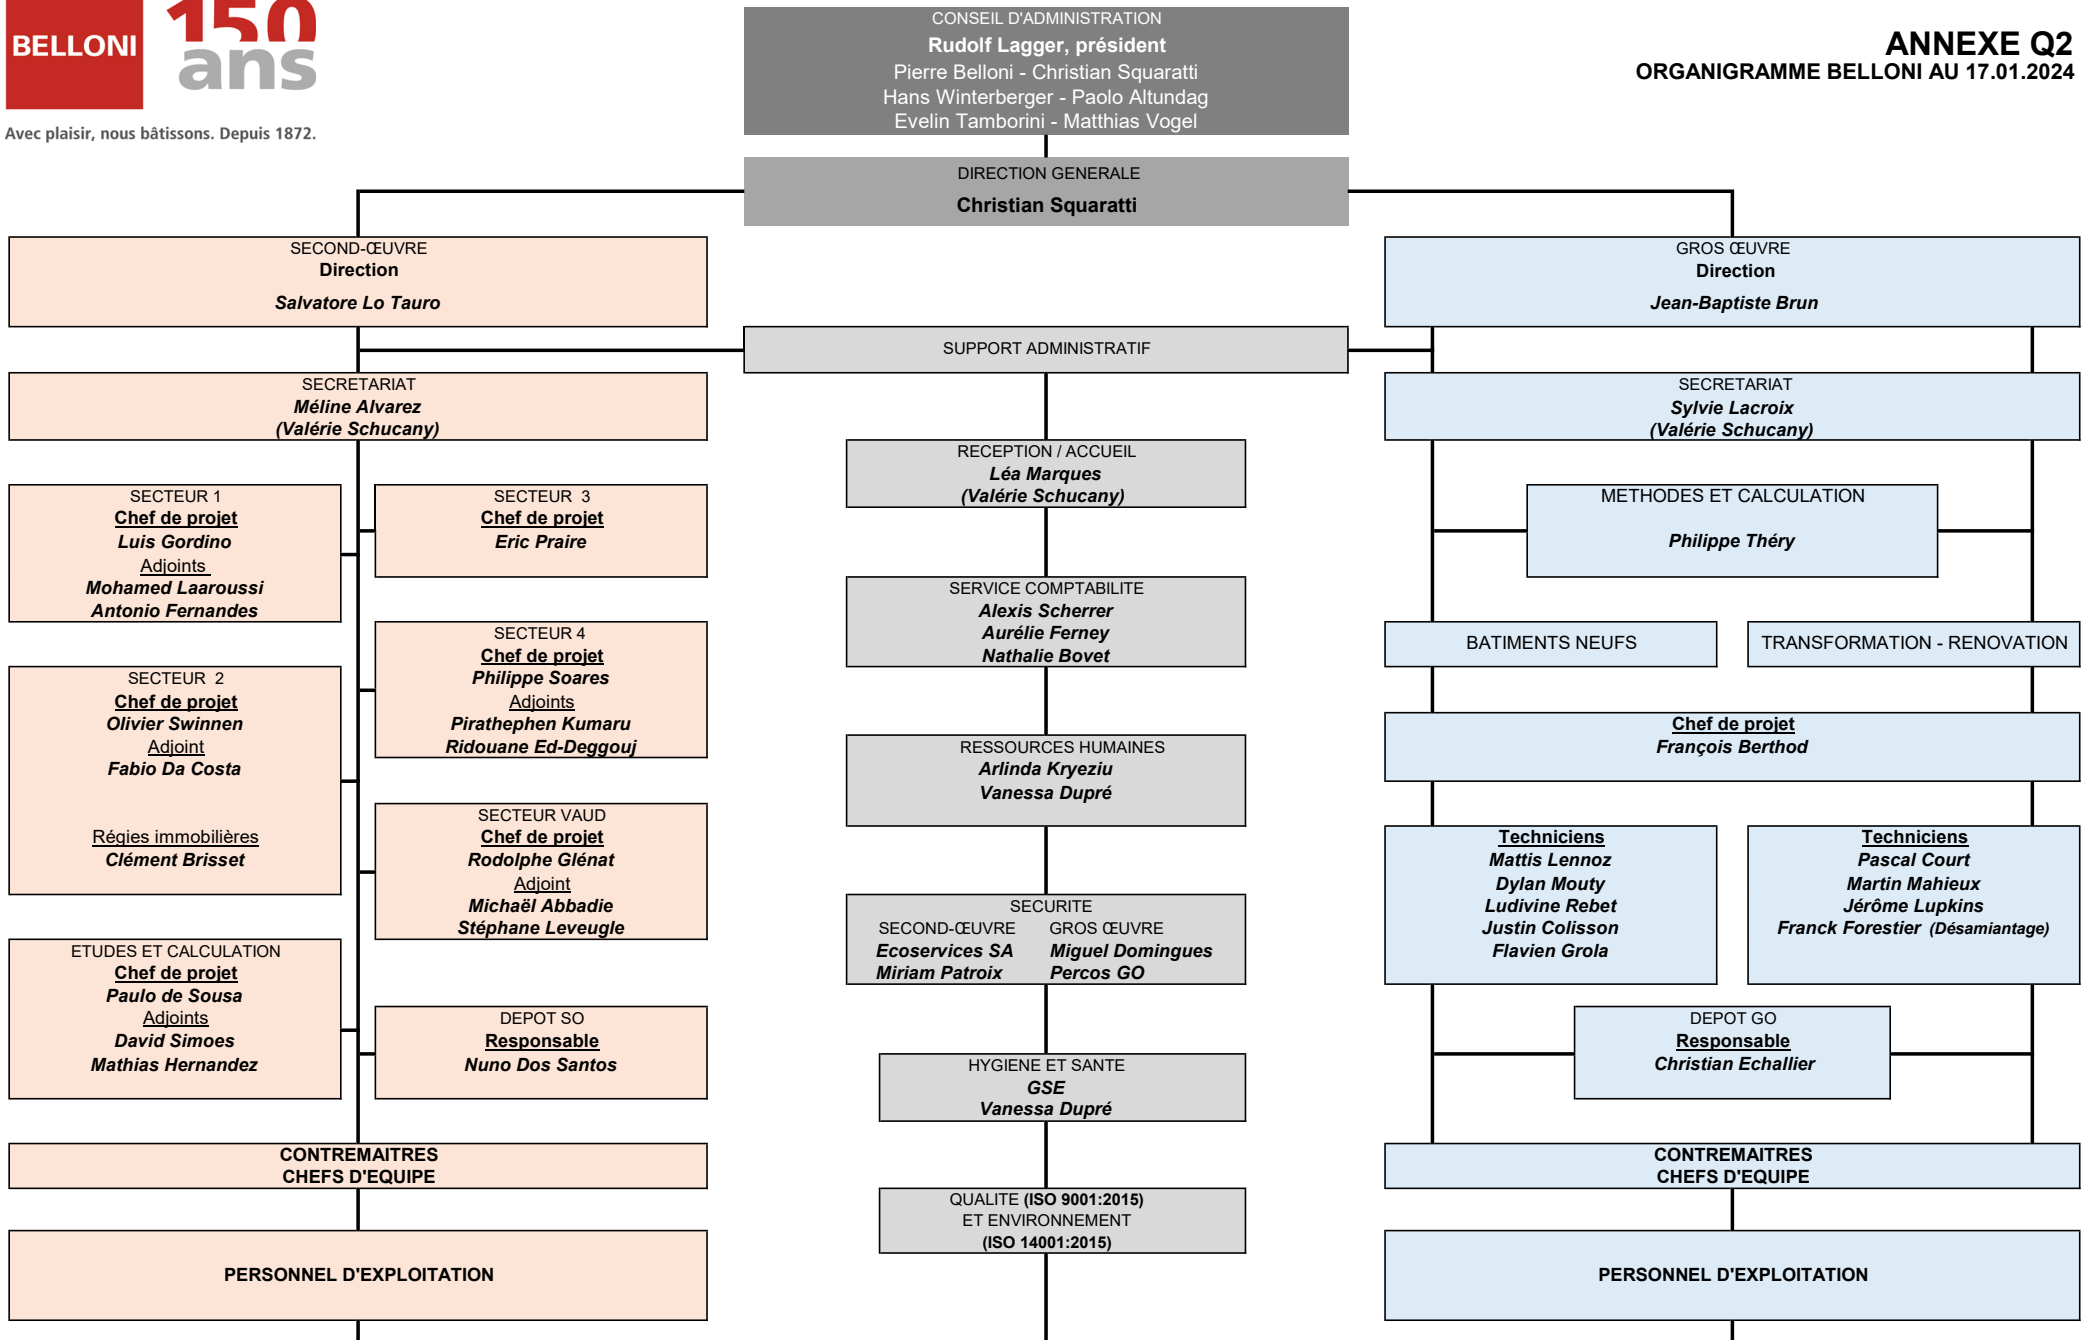 BELLONI
150
ans
Avec plaisir, nous bâtissons. Depuis 1872.
CONSEIL D'ADMINISTRATION
Rudolf Lagger, président
Pierre Belloni - Christian Squaratti
Hans Winterberger - Paolo Altundag
Evelin Tamborini - Matthias Vogel
ANNEXE Q2
ORGANIGRAMME BELLONI AU 17.01.2024
DIRECTION GENERALE
Christian Squaratti
SECOND-ŒUVRE
Direction
Salvatore Lo Tauro
GROS ŒUVRE
Direction
Jean-Baptiste Brun
SUPPORT ADMINISTRATIF
SECRETARIAT
Méline Alvarez
(Valérie Schucany)
SECRETARIAT
Sylvie Lacroix
(Valérie Schucany)
SECTEUR 1
Chef de projet
Luis Gordino
Adjoints
Mohamed Laaroussi
Antonio Fernandes
SECTEUR 2
Chef de projet
Olivier Swinnen
Adjoint
Fabio Da Costa
Régies immobilières
Clément Brisset
ETUDES ET CALCULATION
Chef de projet
Paulo de Sousa
Adjoints
David Simoes
Mathias Hernandez
SECTEUR 3
Chef de projet
Eric Praire
SECTEUR 4
Chef de projet
Philippe Soares
Adjoints
Pirathephen Kumaru
Ridouane Ed-Deggouj
SECTEUR VAUD
Chef de projet
Rodolphe Glénat
Adjoint
Michaël Abbadie
Stéphane Leveugle
DEPOT SO
Responsable
Nuno Dos Santos
CONTREMAITRES
CHEFS D'EQUIPE
PERSONNEL D'EXPLOITATION
RECEPTION / ACCUEIL
Léa Marques
(Valérie Schucany)
SERVICE COMPTABILITE
Alexis Scherrer
Aurélie Ferney
Nathalie Bovet
RESSOURCES HUMAINES
Arlinda Kryeziu
Vanessa Dupré
SECURITE
SECOND-ŒUVRE GROS ŒUVRE
Ecoservices SA Miguel Domingues
Miriam Patroix Percos GO
HYGIENE ET SANTE
GSE
Vanessa Dupré
QUALITE (ISO 9001:2015)
ET ENVIRONNEMENT
(ISO 14001:2015)
METHODES ET CALCULATION
Philippe Théry
BATIMENTS NEUFS
TRANSFORMATION - RENOVATION
Chef de projet
François Berthod
Techniciens
Mattis Lennoz
Dylan Mouty
Ludivine Rebet
Justin Colisson
Flavien Grola
Techniciens
Pascal Court
Martin Mahieux
Jérôme Lupkins
Franck Forestier (Désamiantage)
DEPOT GO
Responsable
Christian Echallier
CONTREMAITRES
CHEFS D'EQUIPE
PERSONNEL D'EXPLOITATION